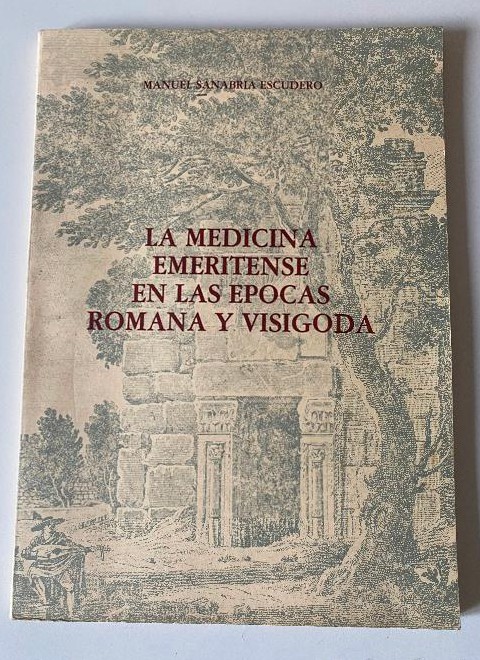 MANUEL SANABRIA ESCUDERO
LA MEDICINA
EMERITENSE
EN LAS EPOCAS
ROMANA Y VISIGODA